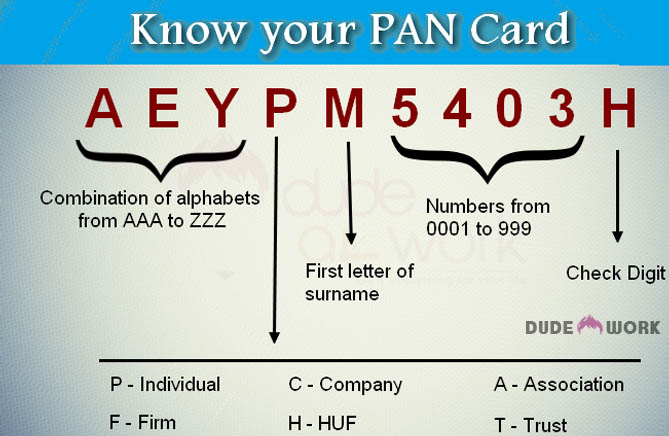 Know your PAN Card
A E Y P M 5 4 0 3 H
Combination of alphabets
from AAA to ZZZ
Numbers from
0001 to 999
First letter of
surname
Check Digit
dude
@ work
DUDE WORK
P - Individual C - Company A - Association
F - Firm H - HUF T - Trust